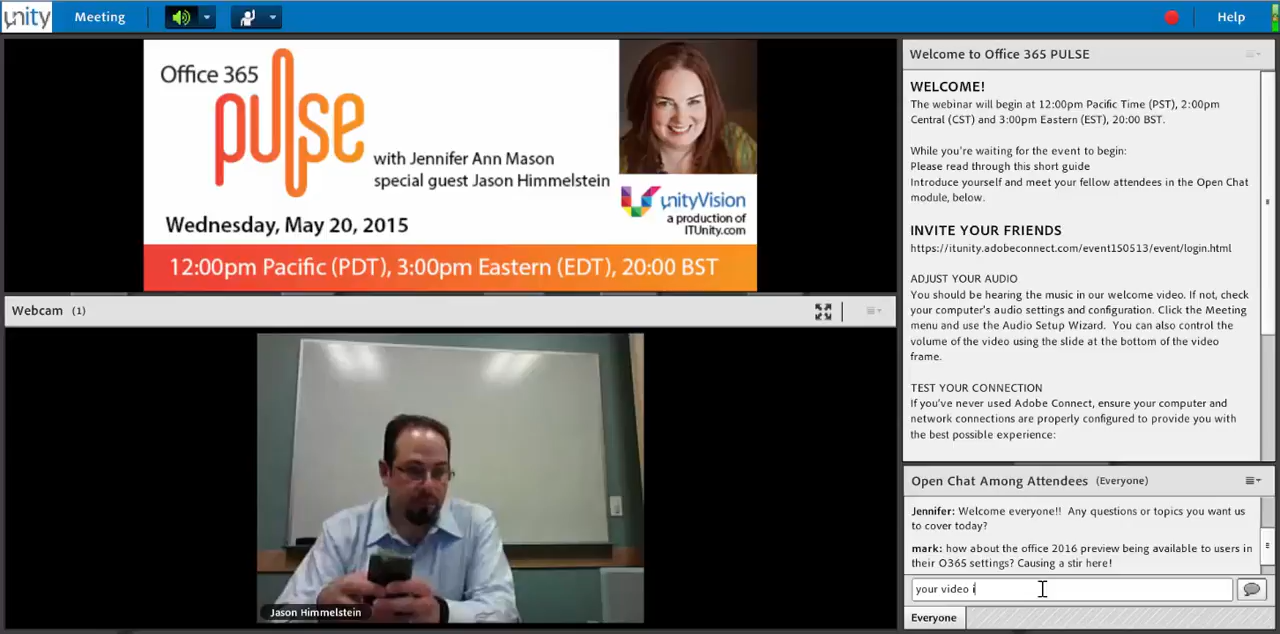 unity
Meeting
Help
Office 365
pulse
with Jennifer Ann Mason
special guest Jason Himmelstein
Wednesday, May 20, 2015
unityVision
a production of
ITUnity.com
12:00pm Pacific (PDT), 3:00pm Eastern (EDT), 20:00 BST
Webcam (1)
Jason Himmelstein
Welcome to Office 365 PULSE
WELCOME!
The webinar will begin at 12:00pm Pacific Time (PST), 2:00pm
Central (CST) and 3:00pm Eastern (EST), 20:00 BST.
While you're waiting for the event to begin:
Please read through this short guide
Introduce yourself and meet your fellow attendees in the Open Chat
module, below.
INVITE YOUR FRIENDS
https://itunity.adobeconnect.com/event150513/event/login.html
ADJUST YOUR AUDIO
You should be hearing the music in our welcome video. If not, check
your computer's audio settings and configuration. Click the Meeting
menu and use the Audio Setup Wizard. You can also control the
volume of the video using the slide at the bottom of the video
frame.
TEST YOUR CONNECTION
If you've never used Adobe Connect, ensure your computer and
network connections are properly configured to provide you with
the best possible experience:
Open Chat Among Attendees (Everyone)
Jennifer: Welcome everyone!! Any questions or topics you want us
to cover today?
mark: how about the office 2016 preview being available to users in
their O365 settings? Causing a stir here!
your video i
Everyone